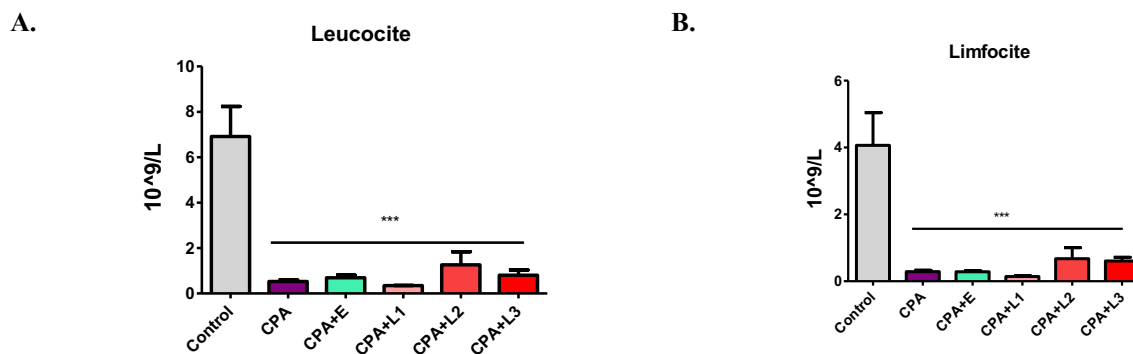 A.
Leucocite
10^9/L
10
8
6
4
2
0
***
Control
CPA
CPA+E
CPA+L1
CPA+L2
CPA+L3
B.
Limfocite
10^9/L
6
4
2
0
***
Control
CPA
CPA+E
CPA+L1
CPA+L2
CPA+L3